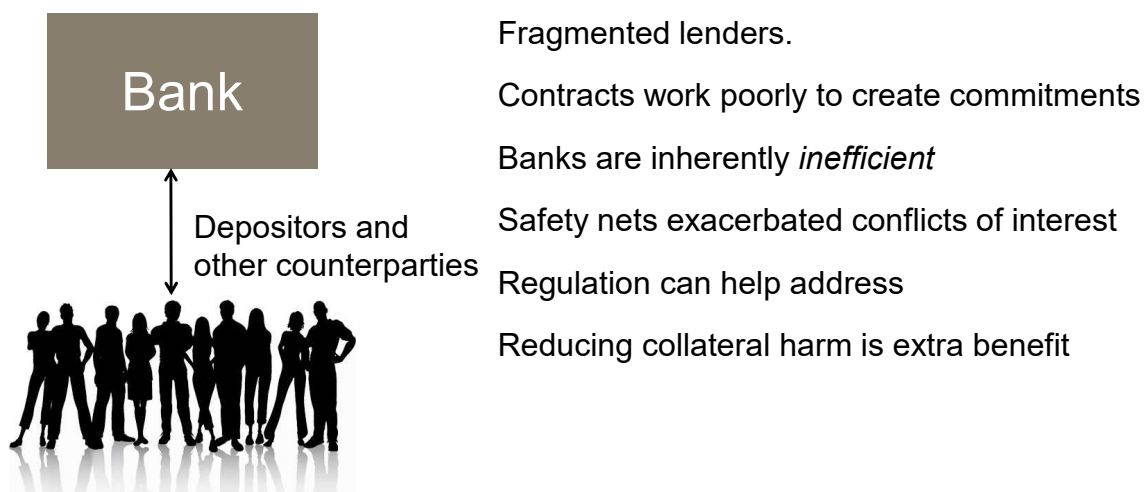 Bank
Depositors and
other counterparties
Fragmented lenders.
Contracts work poorly to create commitments
Banks are inherently inefficient
Safety nets exacerbated conflicts of interest
Regulation can help address
Reducing collateral harm is extra benefit